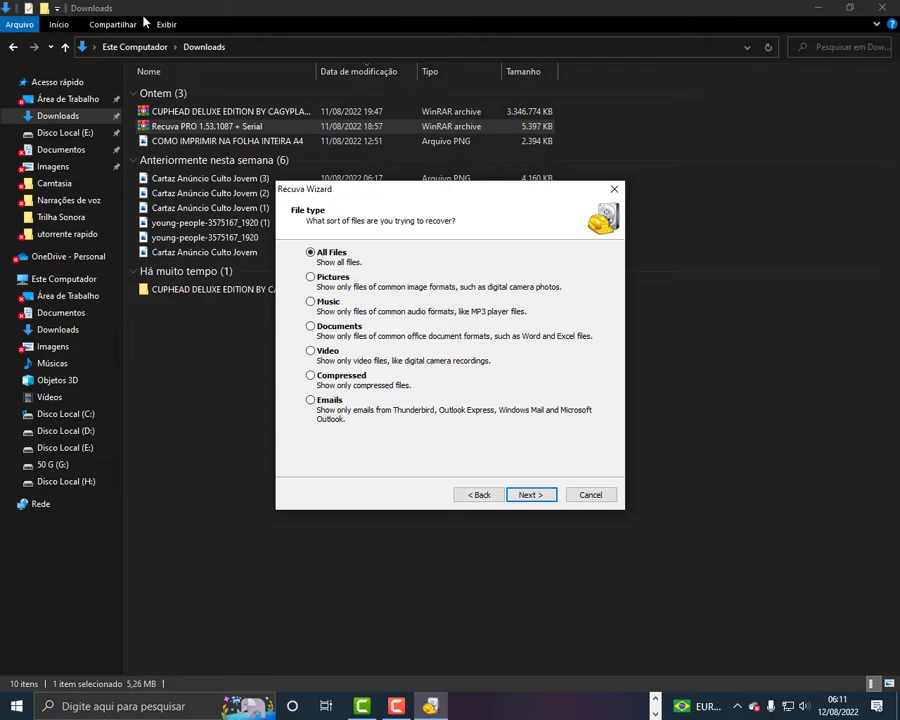 Downloads
Arquivo Início Compartilhar Exibir
Este Computador > Downloads
Pesquisar em Dow...
Nome Data de modificação Tipo Tamanho
Acesso rápido
Área de Trabalho
Downloads
Disco Local (E:)
Documentos
Imagens
Camtasia
Narrações de voz
Trilha Sonora
utorrente rapido
OneDrive - Personal
Este Computador
Área de Trabalho
Documentos
Downloads
Imagens
Músicas
Objetos 3D
Vídeos
Disco Local (C:)
Disco Local (D:)
Disco Local (E:)
50 G (G:)
Disco Local (H:)
Rede
Ontem (3)
CUPHEAD DELUXE EDITION BY CAGYPLA... 11/08/2022 19:47 WinRAR archive 3.346.774 KB
Recuva PRO 1.53.1087 + Serial 11/08/2022 18:57 WinRAR archive 5.397 KB
COMO IMPRIMIR NA FOLHA INTEIRA A4 11/08/2022 12:51 Arquivo PNG 2.394 KB
Anteriormente nesta semana (6)
Cartaz Anúncio Culto Jovem (3) 10/08/2022 06:17 Arquivo PNG 4.160 KB
Cartaz Anúncio Culto Jovem (2)
Cartaz Anúncio Culto Jovem (1)
young-people-3575167_1920 (1)
young-people-3575167_1920
Cartaz Anúncio Culto Jovem
Há muito tempo (1)
CUPHEAD DELUXE EDITION BY CA
Recuva Wizard
File type
What sort of files are you trying to recover?
All Files
Show all files.
Pictures
Show only files of common image formats, such as digital camera photos.
Music
Show only files of common audio formats, like MP3 player files.
Documents
Show only files of common office document formats, such as Word and Excel files.
Video
Show only video files, like digital camera recordings.
Compressed
Show only compressed files.
Emails
Show only emails from Thunderbird, Outlook Express, Windows Mail and Microsoft
Outlook.
< Back Next > Cancel
10 itens 1 item selecionado 5,26 MB
Digite aqui para pesquisar
EUR...
06:11
12/08/2022